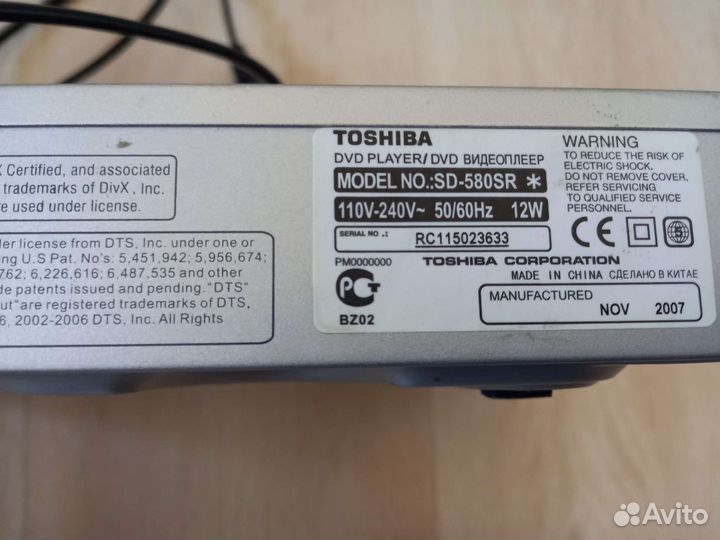 X Certified, and associated
trademarks of DivX, Inc.
re used under license.
der license from DTS, Inc. under one or
ng U.S Pat. No's: 5,451,942; 5,956,674;
762; 6,226,616; 6,487,535 and other
de patents issued and pending. "DTS"
out" are registered trademarks of DTS,
6, 2002-2006 DTS, Inc. All Rights
TOSHIBA
DVD PLAYER/ DVD ВИДЕОПЛЕЕР
MODEL NO.:SD-580SR *
110V-240V~ 50/60Hz 12W
SERIAL NO.: RC115023633
PM0000000
TOSHIBA CORPORATION
MADE IN CHINA СДЕЛАНО В КИТАЕ
MANUFACTURED
NOV 2007
BZ02
WARNING
TO REDUCE THE RISK OF
ELECTRIC SHOCK.
DO NOT REMOVE COVER.
REFER SERVICING
TO QUALIFIED SERVICE
PERSONNEL.
CE
S
Avito